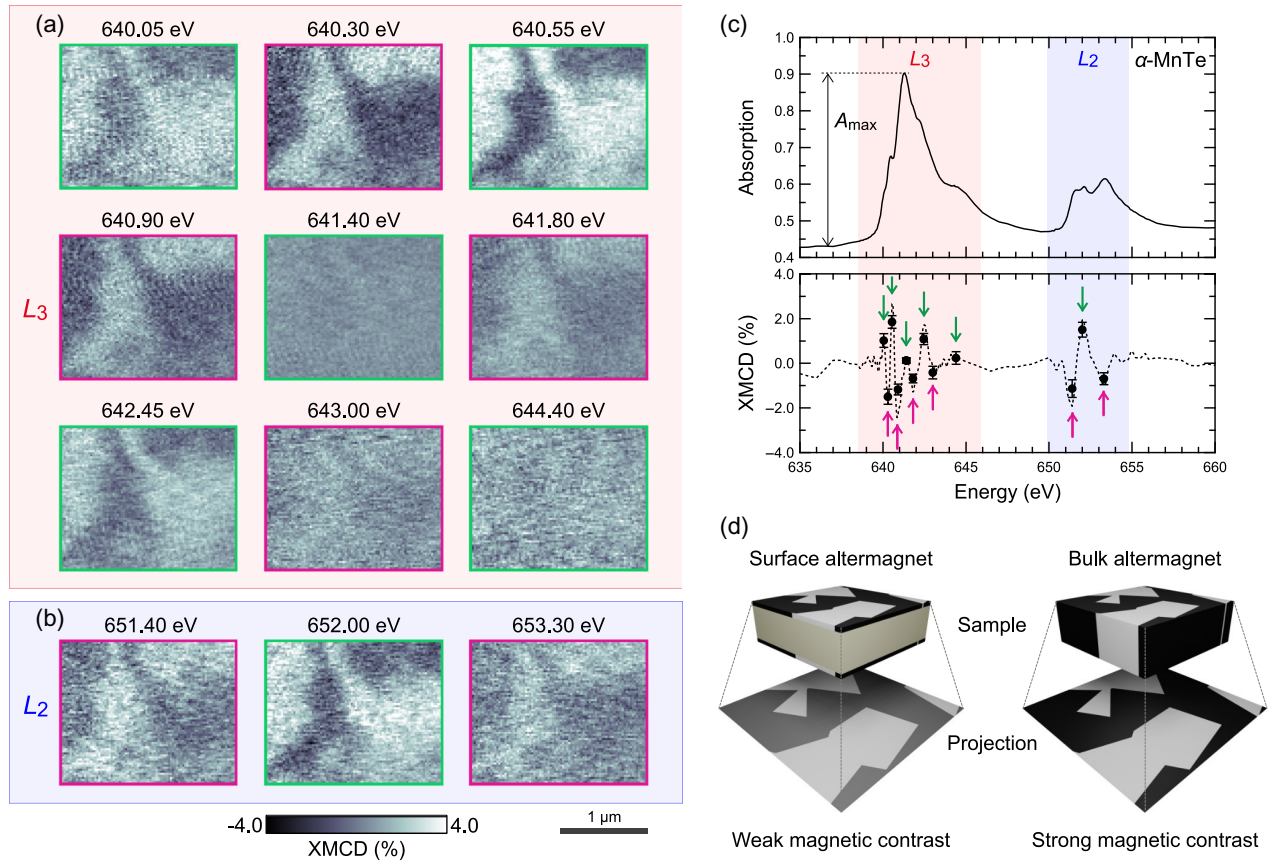 (a)
640.05 eV 640.30 eV 640.55 eV
640.90 eV 641.40 eV 641.80 eV
L3
642.45 eV 643.00 eV 644.40 eV
(b)
651.40 eV 652.00 eV 653.30 eV
L2
-4.0 4.0
XMCD (%)
1 µm
(c)
1.0
0.9
0.8
0.7
0.6
0.5
0.4
Absorption
L3 L2 α-MnTe
Amax
4.0
2.0
0.0
−2.0
−4.0
XMCD (%)
635 640 645 650 655 660
Energy (eV)
(d)
Surface altermagnet Bulk altermagnet
Sample
Projection
Weak magnetic contrast Strong magnetic contrast